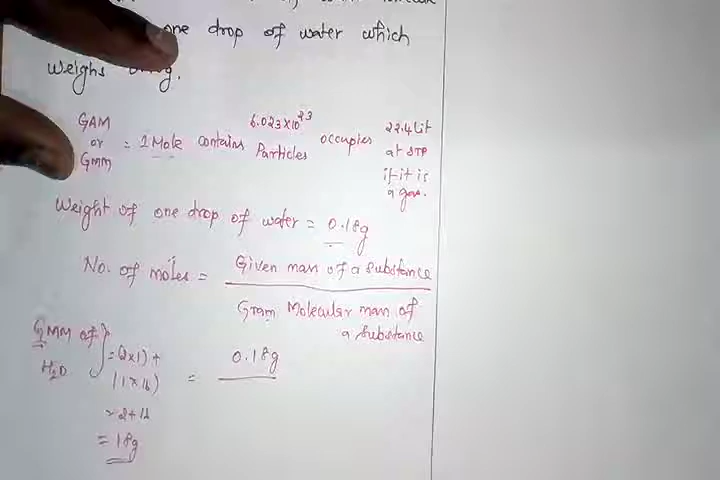 one drop of water which
weighs
GAM or GMM = 1 Mole contains 6.023×10²³ Particles occupies 22.4 lit at STP if it is a gas.
Weight of one drop of water = 0.18g
No. of moles = Given mass of a substance
Gram Molecular mass of a substance
GMM of H₂O } = (2×1) + (1×16)
= 0.18g
= 2+16
= 18g